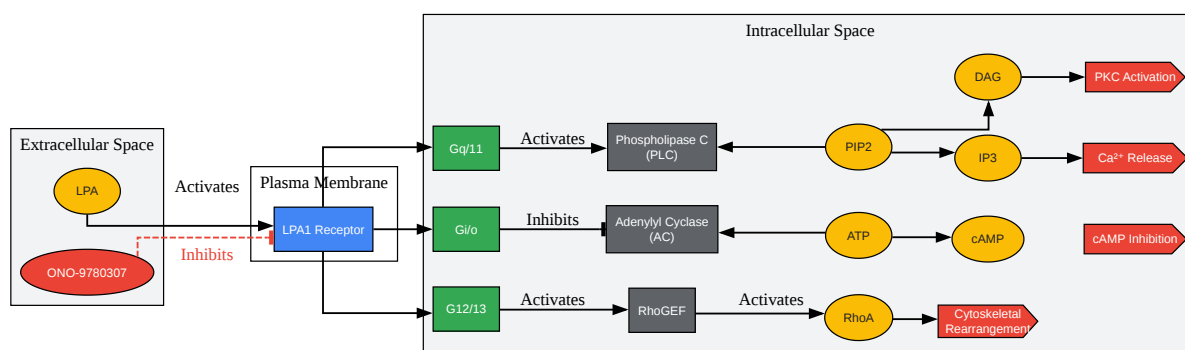 Intracellular Space
DAG
PKC Activation
Extracellular Space
Gq/11
Activates
Phospholipase C
(PLC)
PIP2
IP3
Ca²⁺ Release
LPA
Activates
Plasma Membrane
LPA1 Receptor
Gi/o
Inhibits
Adenylyl Cyclase
(AC)
ATP
cAMP
cAMP Inhibition
Inhibits
ONO-9780307
G12/13
Activates
RhoGEF
Activates
RhoA
Cytoskeletal
Rearrangement